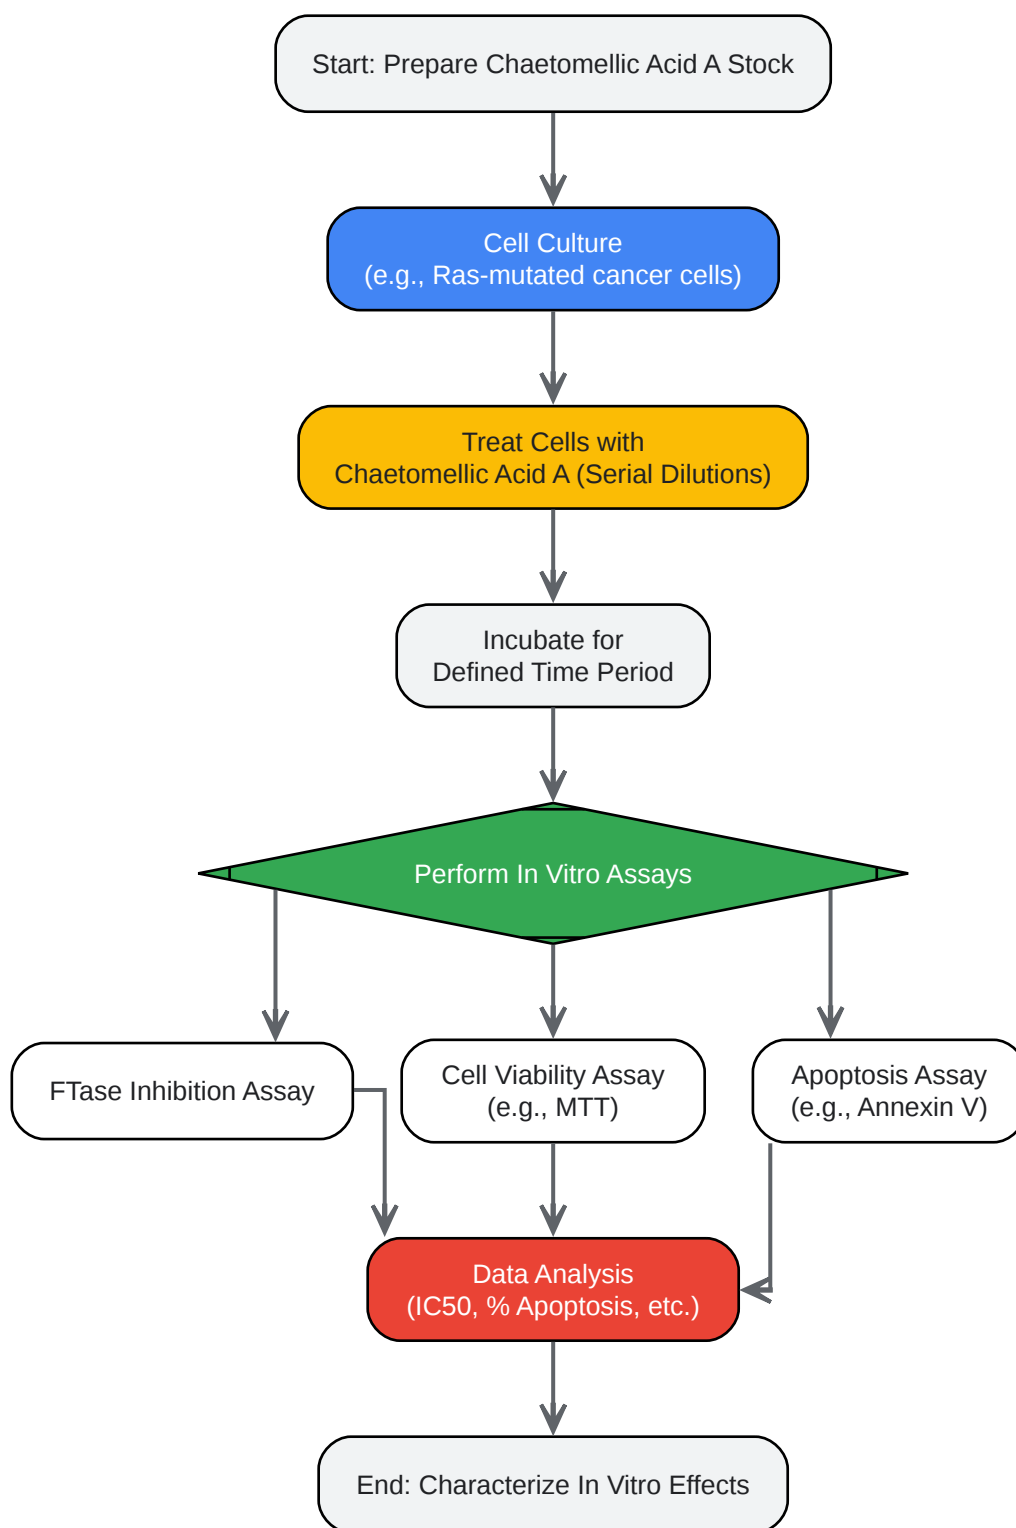 Start: Prepare Chaetomellic Acid A Stock
Cell Culture
(e.g., Ras-mutated cancer cells)
Treat Cells with
Chaetomellic Acid A (Serial Dilutions)
Incubate for
Defined Time Period
Perform In Vitro Assays
FTase Inhibition Assay
Cell Viability Assay
(e.g., MTT)
Apoptosis Assay
(e.g., Annexin V)
Data Analysis
(IC50, % Apoptosis, etc.)
End: Characterize In Vitro Effects